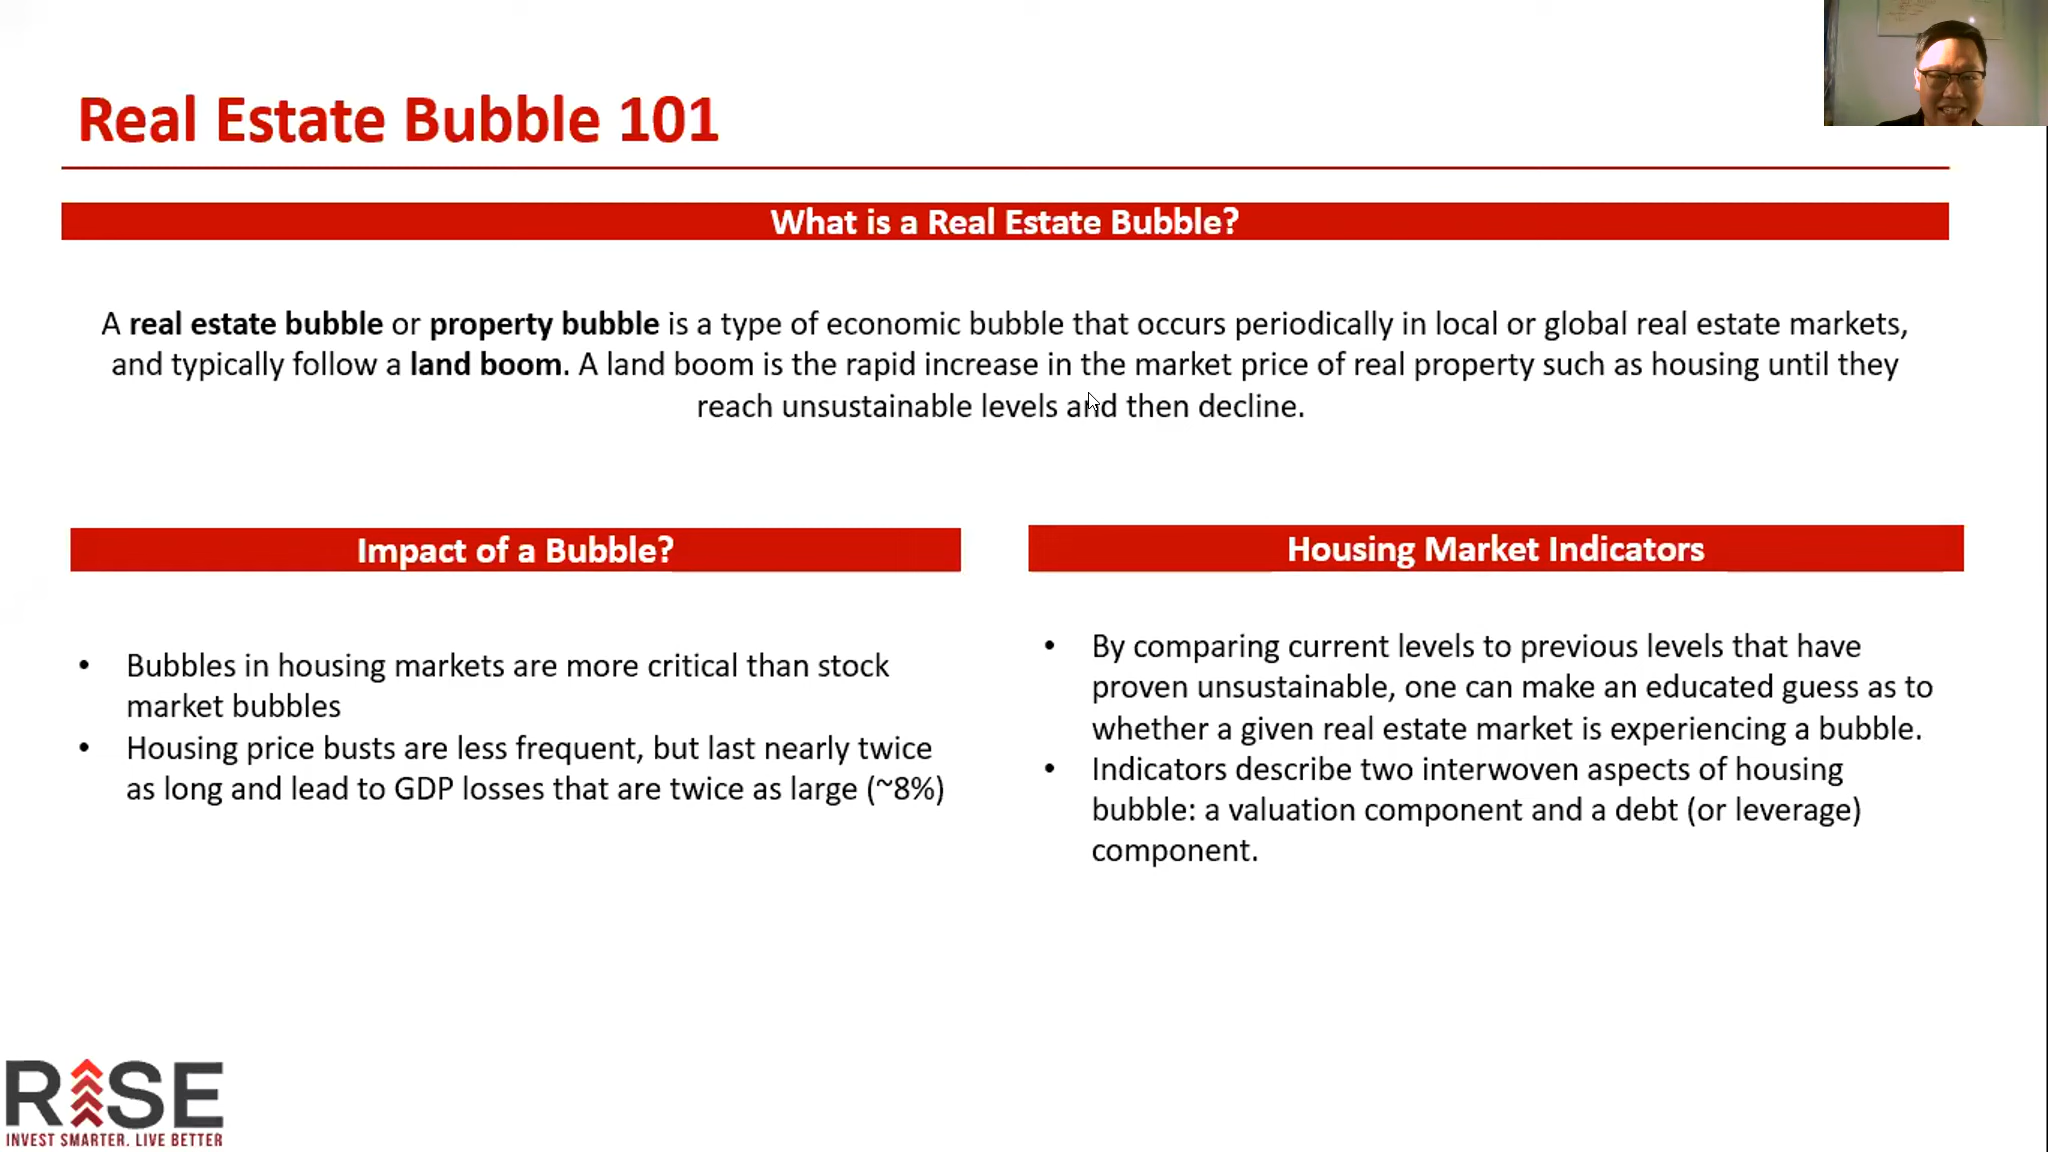 Real Estate Bubble 101
What is a Real Estate Bubble?
A real estate bubble or property bubble is a type of economic bubble that occurs periodically in local or global real estate markets,
and typically follow a land boom. A land boom is the rapid increase in the market price of real property such as housing until they
reach unsustainable levels and then decline.
Impact of a Bubble?
• Bubbles in housing markets are more critical than stock
market bubbles
• Housing price busts are less frequent, but last nearly twice
as long and lead to GDP losses that are twice as large (~8%)
Housing Market Indicators
• By comparing current levels to previous levels that have
proven unsustainable, one can make an educated guess as to
whether a given real estate market is experiencing a bubble.
• Indicators describe two interwoven aspects of housing
bubble: a valuation component and a debt (or leverage)
component.
RISE
INVEST SMARTER. LIVE BETTER